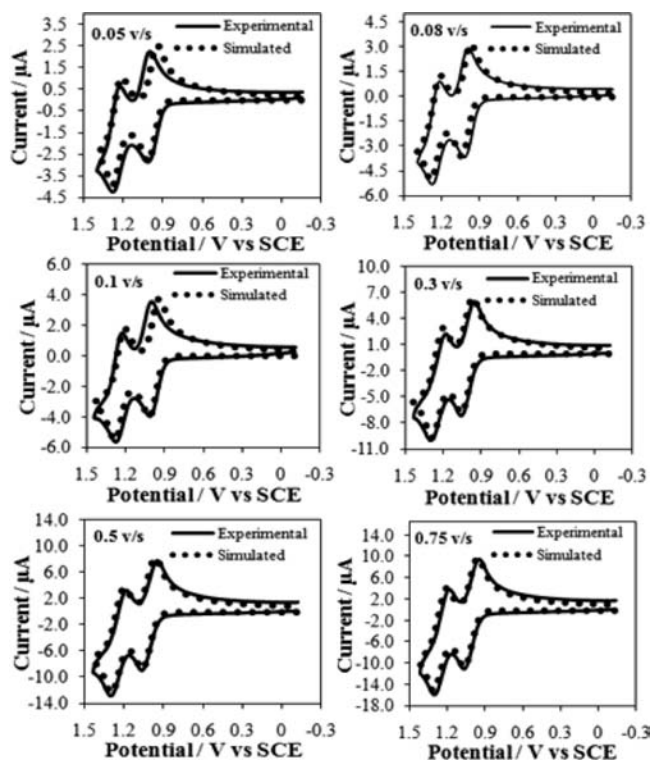 Current / µA
3.5
2.5
1.5
0.5
-0.5
-1.5
-2.5
-3.5
-4.5
0.05 v/s
Experimental
Simulated
1.5 1.2 0.9 0.6 0.3 0 -0.3
Potential / V vs SCE
Current / µA
4.5
3.0
1.5
0.0
-1.5
-3.0
-4.5
-6.0
0.08 v/s
Experimental
Simulated
1.5 1.2 0.9 0.6 0.3 0 -0.3
Potential / V vs SCE
Current / µA
6.0
4.0
2.0
0.0
-2.0
-4.0
-6.0
0.1 v/s
Experimental
Simulated
1.5 1.2 0.9 0.6 0.3 0 -0.3
Potential / V vs SCE
Current / µA
10.0
7.0
4.0
1.0
-2.0
-5.0
-8.0
-11.0
0.3 v/s
Experimental
Simulated
1.5 1.2 0.9 0.6 0.3 0 -0.3
Potential / V vs SCE
Current / µA
14.0
10.0
6.0
2.0
-2.0
-6.0
-10.0
-14.0
0.5 v/s
Experimental
Simulated
1.5 1.2 0.9 0.6 0.3 0 -0.3
Potential / V vs SCE
Current / µA
14.0
10.0
6.0
2.0
-2.0
-6.0
-10.0
-14.0
-18.0
0.75 v/s
Experimental
Simulated
1.5 1.2 0.9 0.6 0.3 0 -0.3
Potential / V vs SCE